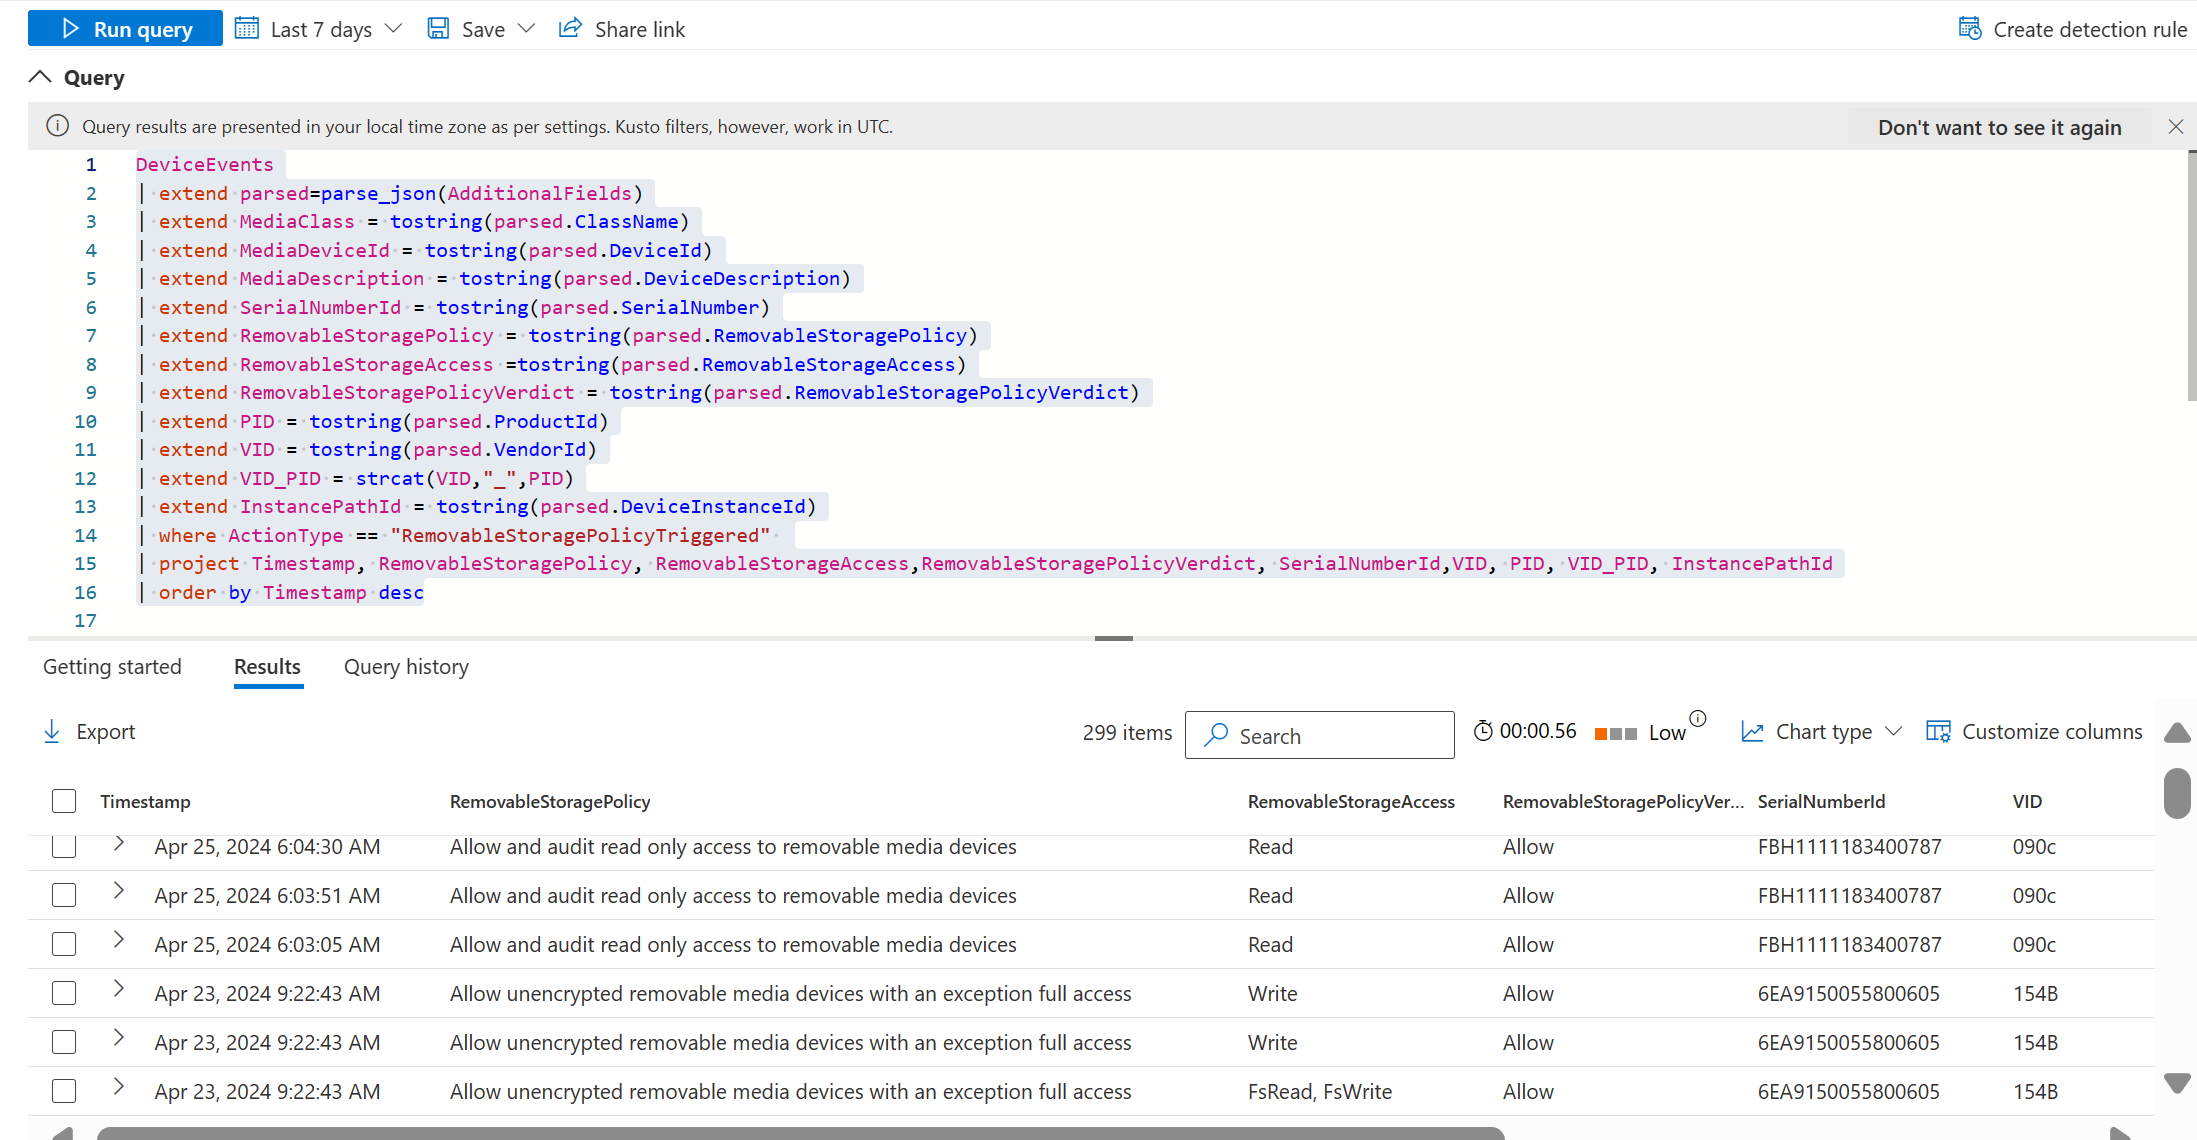 Run query Last 7 days Save Share link Create detection rule
Query
Query results are presented in your local time zone as per settings. Kusto filters, however, work in UTC. Don't want to see it again
1 DeviceEvents
2 | extend parsed=parse_json(AdditionalFields)
3 | extend MediaClass = tostring(parsed.ClassName)
4 | extend MediaDeviceId = tostring(parsed.DeviceId)
5 | extend MediaDescription = tostring(parsed.DeviceDescription)
6 | extend SerialNumberId = tostring(parsed.SerialNumber)
7 | extend RemovableStoragePolicy = tostring(parsed.RemovableStoragePolicy)
8 | extend RemovableStorageAccess =tostring(parsed.RemovableStorageAccess)
9 | extend RemovableStoragePolicyVerdict = tostring(parsed.RemovableStoragePolicyVerdict)
10 | extend PID = tostring(parsed.ProductId)
11 | extend VID = tostring(parsed.VendorId)
12 | extend VID_PID = strcat(VID,"_",PID)
13 | extend InstancePathId = tostring(parsed.DeviceInstanceId)
14 | where ActionType == "RemovableStoragePolicyTriggered"
15 | project Timestamp, RemovableStoragePolicy, RemovableStorageAccess,RemovableStoragePolicyVerdict, SerialNumberId,VID, PID, VID_PID, InstancePathId
16 | order by Timestamp desc
17
Getting started Results Query history
Export 299 items Search 00:00.56 Low Chart type Customize columns
Timestamp RemovableStoragePolicy RemovableStorageAccess RemovableStoragePolicyVer... SerialNumberId VID
Apr 25, 2024 6:04:30 AM Allow and audit read only access to removable media devices Read Allow FBH1111183400787 090c
Apr 25, 2024 6:03:51 AM Allow and audit read only access to removable media devices Read Allow FBH1111183400787 090c
Apr 25, 2024 6:03:05 AM Allow and audit read only access to removable media devices Read Allow FBH1111183400787 090c
Apr 23, 2024 9:22:43 AM Allow unencrypted removable media devices with an exception full access Write Allow 6EA9150055800605 154B
Apr 23, 2024 9:22:43 AM Allow unencrypted removable media devices with an exception full access Write Allow 6EA9150055800605 154B
Apr 23, 2024 9:22:43 AM Allow unencrypted removable media devices with an exception full access FsRead, FsWrite Allow 6EA9150055800605 154B